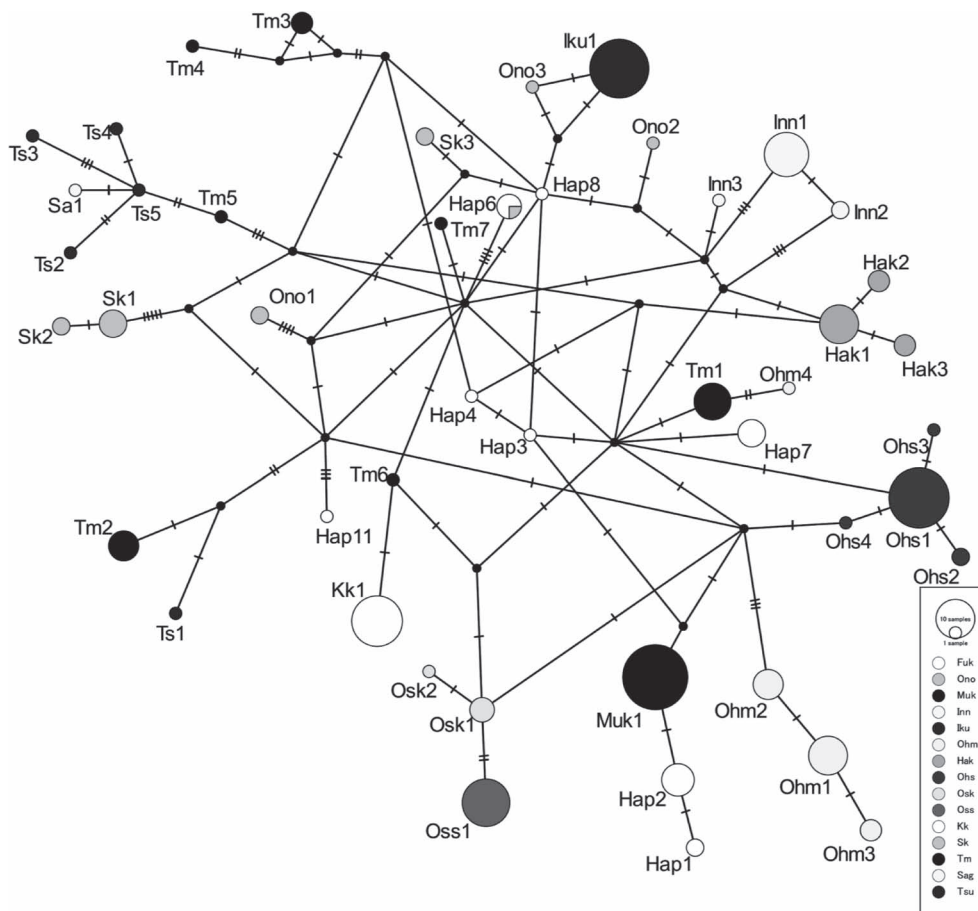 Tm3
Tm4
Iku1
Ono3
Ono2
Inn1
Ts4
Ts3
Sk3
Hap8
Inn3
Inn2
Sa1
Ts5
Tm5
Hap6
Tm7
Ts2
Hak2
Sk1
Ono1
Sk2
Hak1
Hak3
Tm1
Ohm4
Hap4
Hap3
Hap7
Ohs3
Tm6
Tm2
Hap11
Ohs4
Ohs1
Ohs2
Kk1
Ts1
Osk2
Osk1
Muk1
Ohm2
Oss1
Hap2
Ohm1
Hap1
Ohm3
10 samples
1 sample
Fuk
Ono
Muk
Inn
Iku
Ohm
Hak
Ohs
Osk
Oss
Kk
Sk
Tm
Sag
Tsu